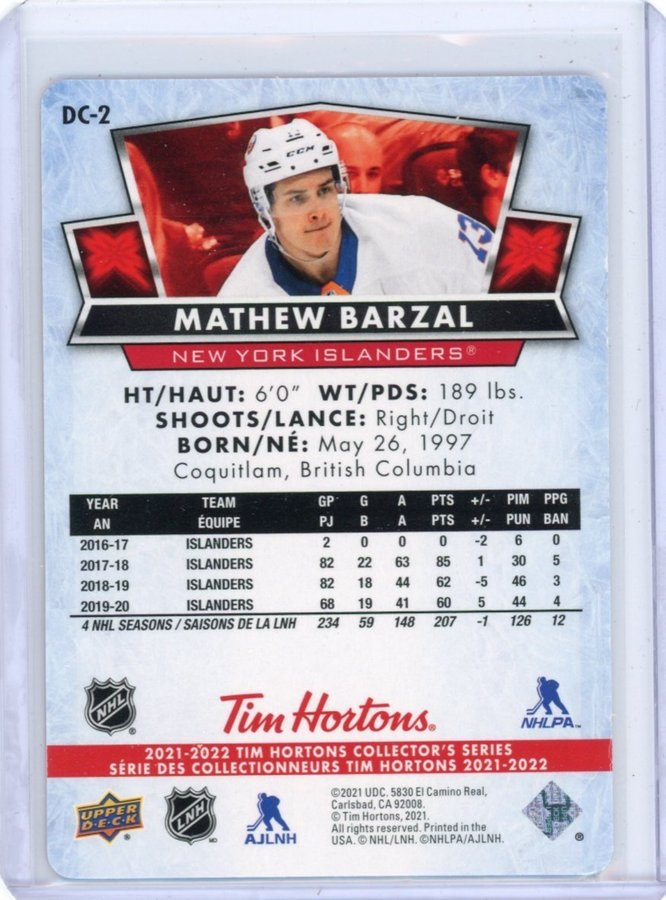 DC-2
CCM
13
MATHEW BARZAL
NEW YORK ISLANDERS®
HT/HAUT: 6'0" WT/PDS: 189 lbs.
SHOOTS/LANCE: Right/Droit
BORN/NÉ: May 26, 1997
Coquitlam, British Columbia
YEAR TEAM GP G A PTS +/- PIM PPG
AN ÉQUIPE PJ B A PTS +/- PUN BAN
2016-17 ISLANDERS 2 0 0 0 -2 6 0
2017-18 ISLANDERS 82 22 63 85 1 30 5
2018-19 ISLANDERS 82 18 44 62 -5 46 3
2019-20 ISLANDERS 68 19 41 60 5 44 4
4 NHL SEASONS / SAISONS DE LA LNH 234 59 148 207 -1 126 12
NHL ® Tim Hortons® NHLPA™
2021-2022 TIM HORTONS COLLECTOR'S SERIES
SÉRIE DES COLLECTIONNEURS TIM HORTONS 2021-2022
UPPER DECK ® LNH MD AJLNH
©2021 UDC. 5830 El Camino Real,
Carlsbad, CA 92008.
© Tim Hortons, 2021.
All rights reserved. Printed in the
USA. © NHL/LNH. ©NHLPA/AJLNH.
®